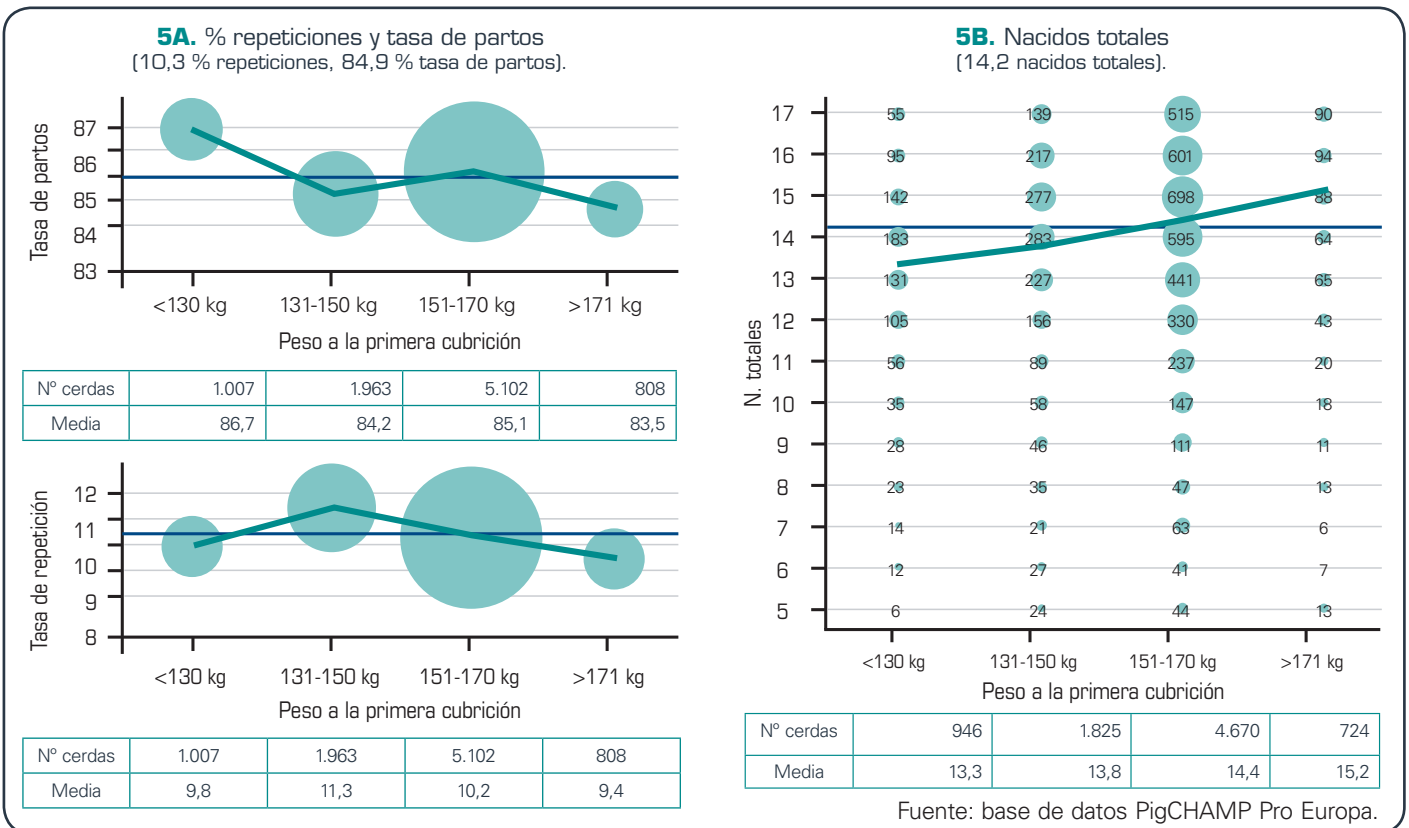 5A. % repeticiones y tasa de partos
(10,3 % repeticiones, 84,9 % tasa de partos).
Tasa de partos
87
86
86
85
84
83
<130 kg 131-150 kg 151-170 kg >171 kg
Peso a la primera cubrición
Nº cerdas 1.007 1.963 5.102 808
Media 86,7 84,2 85,1 83,5
Tasa de repetición
12
11
10
9
8
<130 kg 131-150 kg 151-170 kg >171 kg
Peso a la primera cubrición
Nº cerdas 1.007 1.963 5.102 808
Media 9,8 11,3 10,2 9,4
5B. Nacidos totales
(14,2 nacidos totales).
N. totales
17 55 139 515 90
16 95 217 601 94
15 142 277 698 88
14 183 283 595 64
13 131 227 441 65
12 105 156 330 43
11 56 89 237 20
10 35 58 147 18
9 28 46 111 11
8 23 35 47 13
7 14 21 63 6
6 12 27 41 7
5 6 24 44 13
<130 kg 131-150 kg 151-170 kg >171 kg
Peso a la primera cubrición
Nº cerdas 946 1.825 4.670 724
Media 13,3 13,8 14,4 15,2
Fuente: base de datos PigCHAMP Pro Europa.